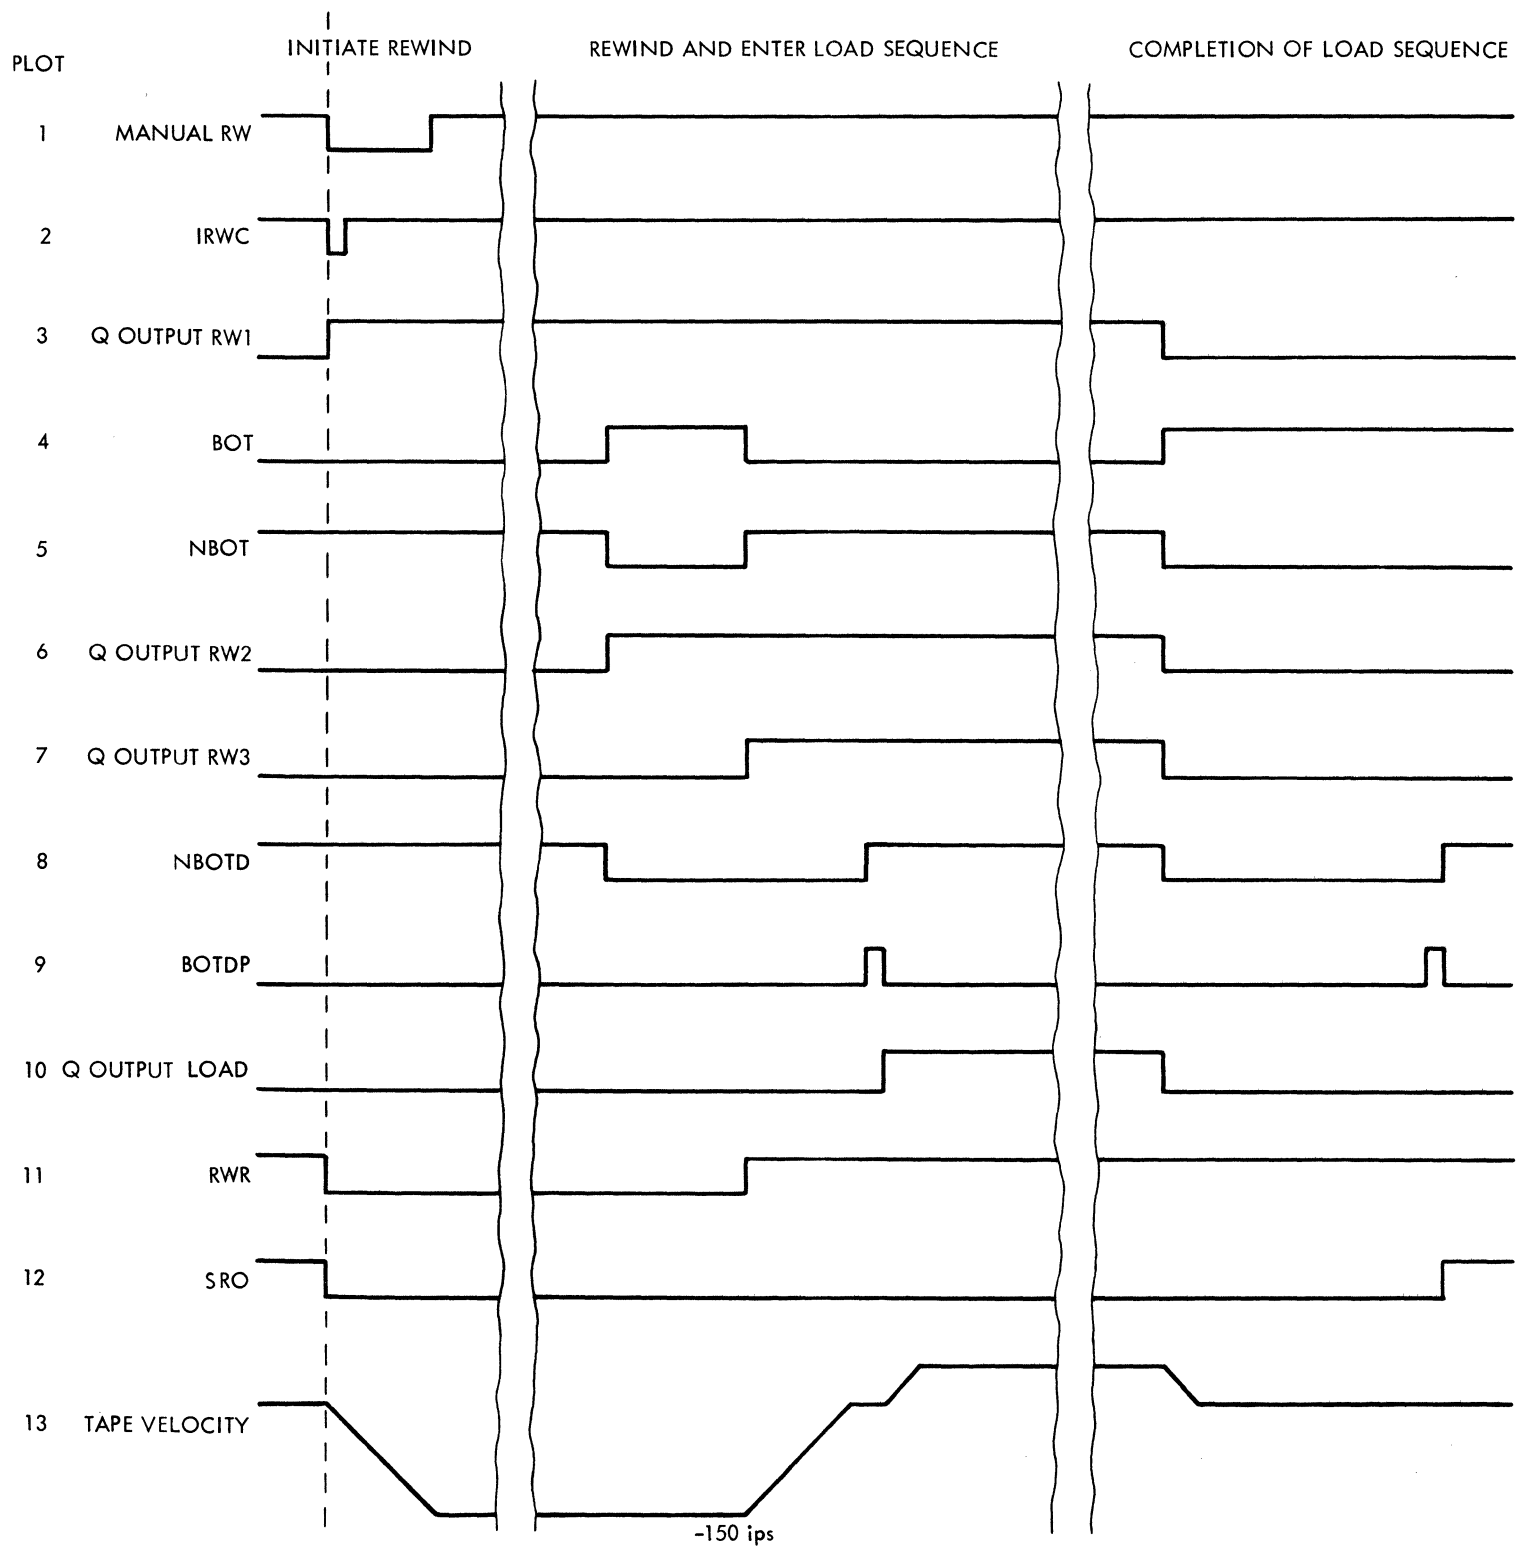 INITIATE REWIND
REWIND AND ENTER LOAD SEQUENCE
COMPLETION OF LOAD SEQUENCE
PLOT
1 MANUAL RW
2 IRWC
3 Q OUTPUT RW1
4 BOT
5 NBOT
6 Q OUTPUT RW2
7 Q OUTPUT RW3
8 NBOTD
9 BOTDP
10 Q OUTPUT LOAD
11 RWR
12 SRO
13 TAPE VELOCITY
-150 ips